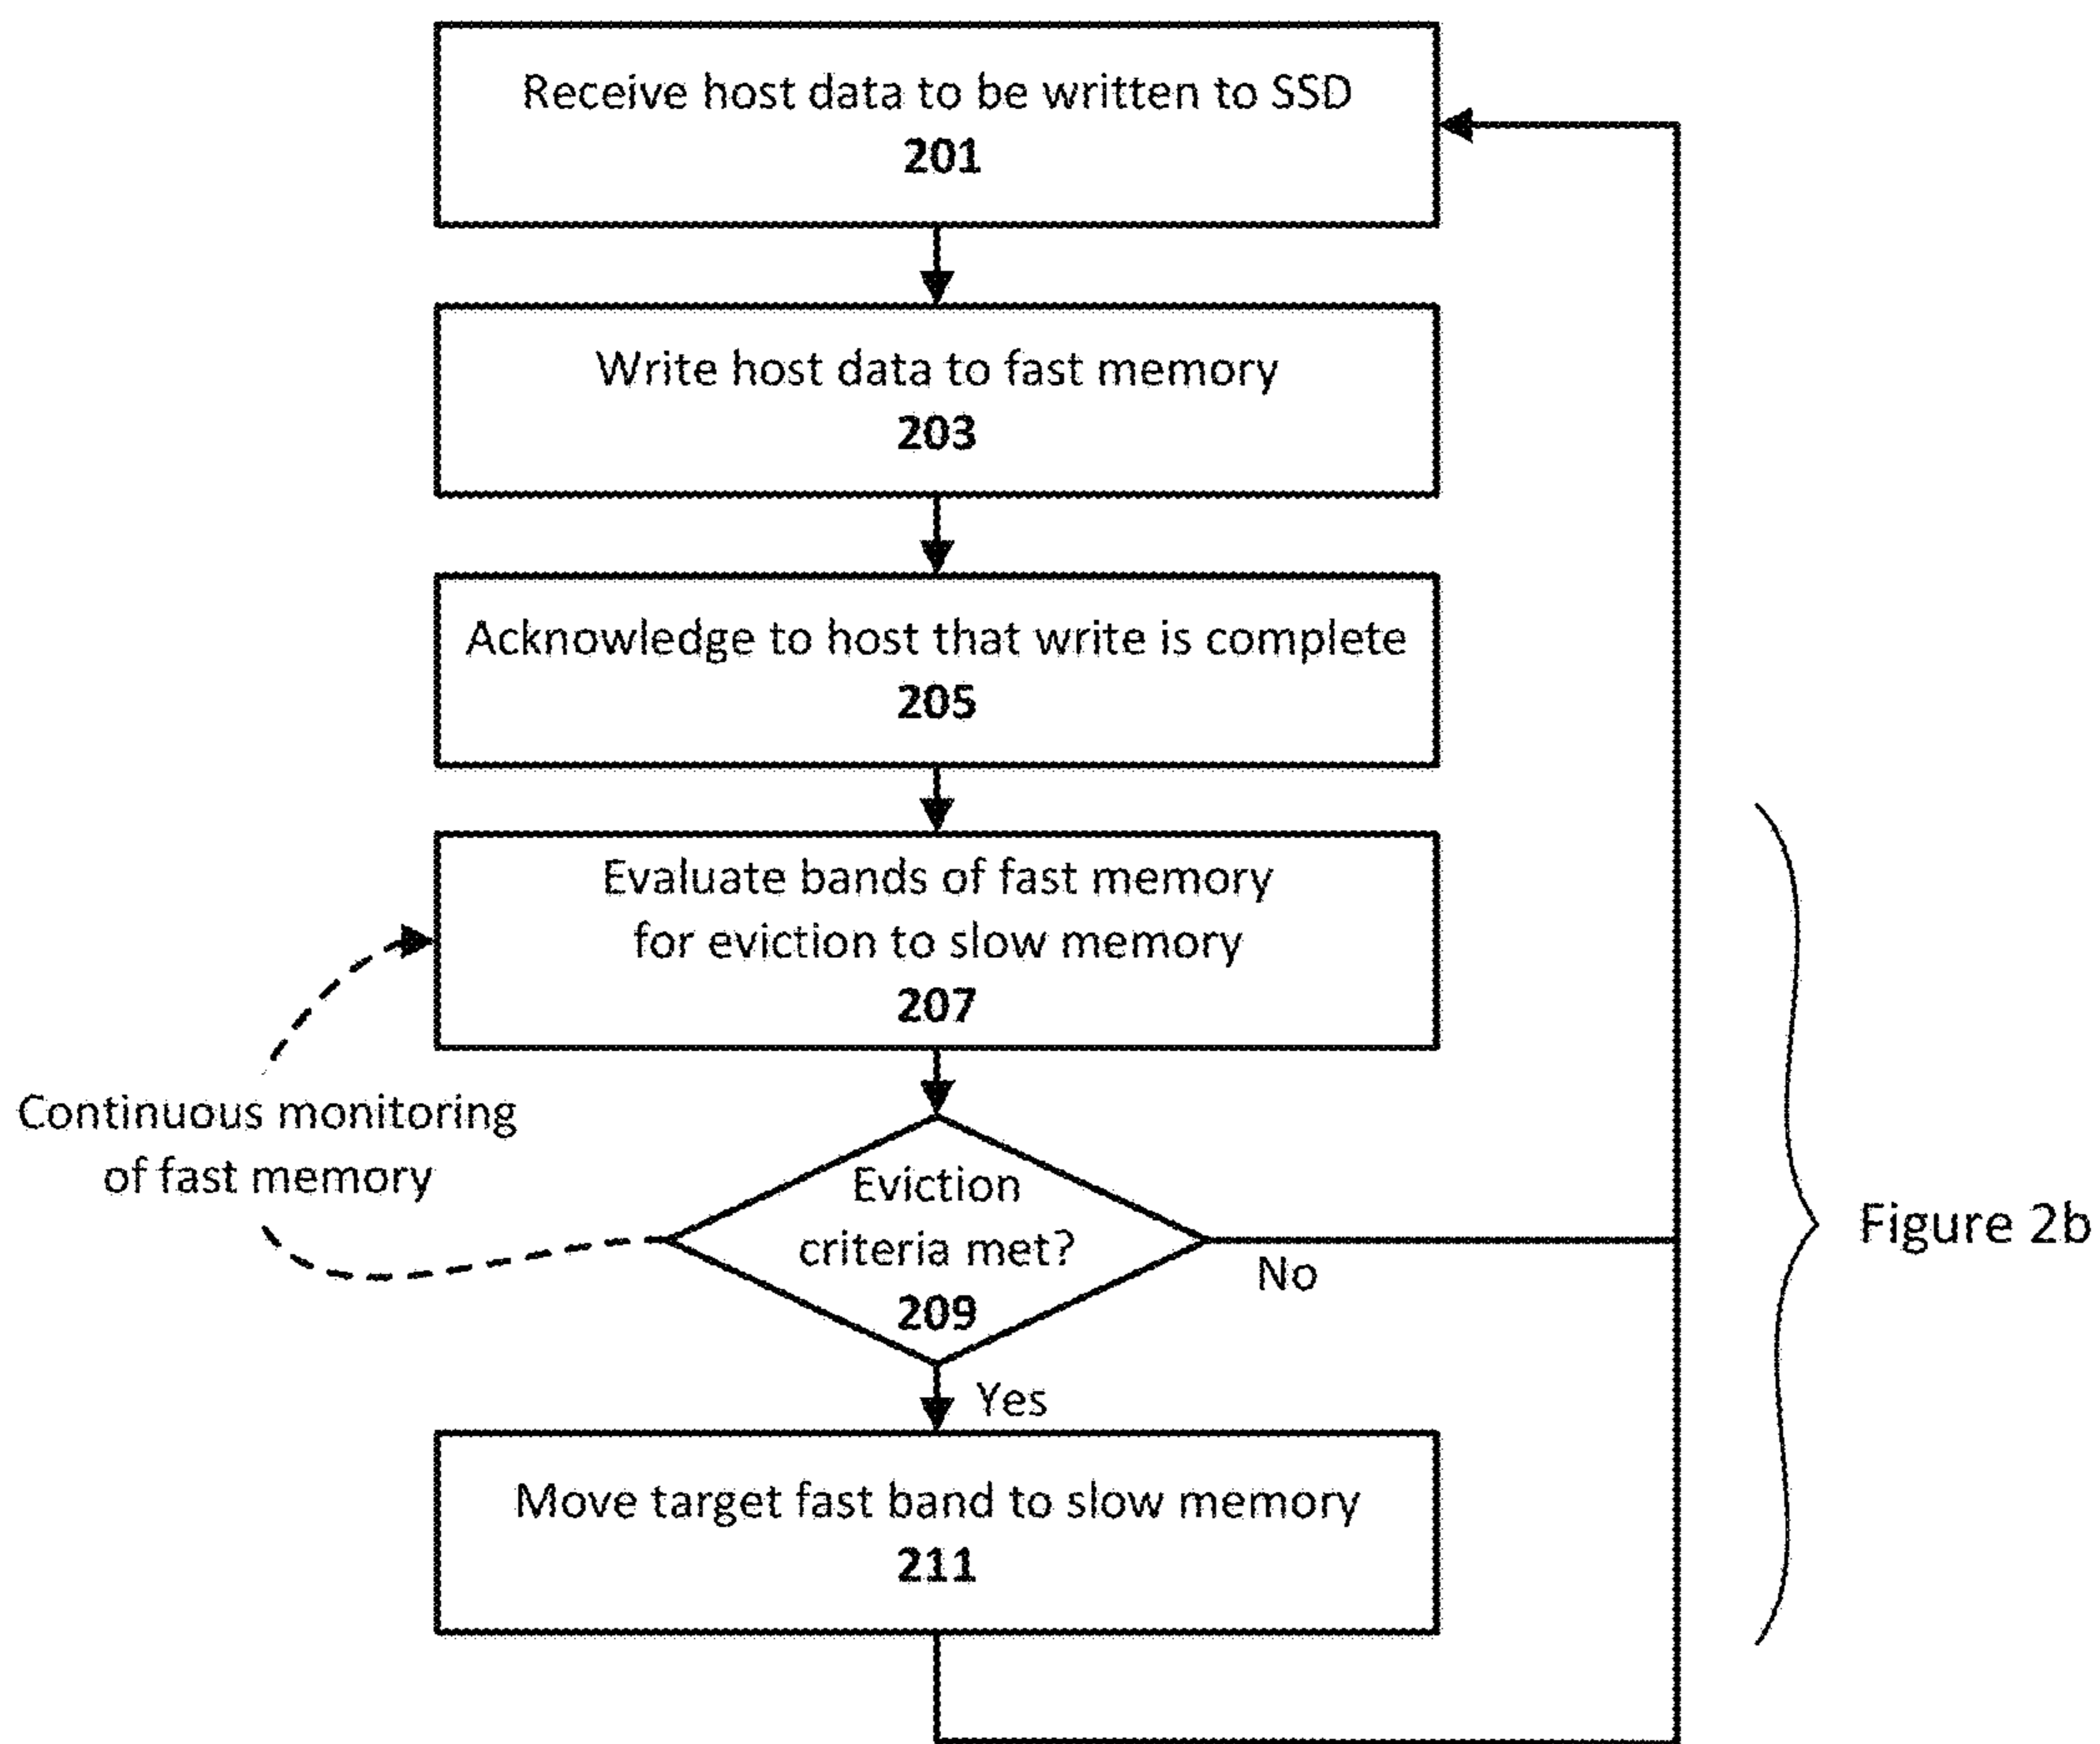 Receive host data to be written to SSD
201
Write host data to fast memory
203
Acknowledge to host that write is complete
205
Evaluate bands of fast memory
for eviction to slow memory
207
Continuous monitoring
of fast memory
Eviction
criteria met?
209
No
Yes
Figure 2b
Move target fast band to slow memory
211